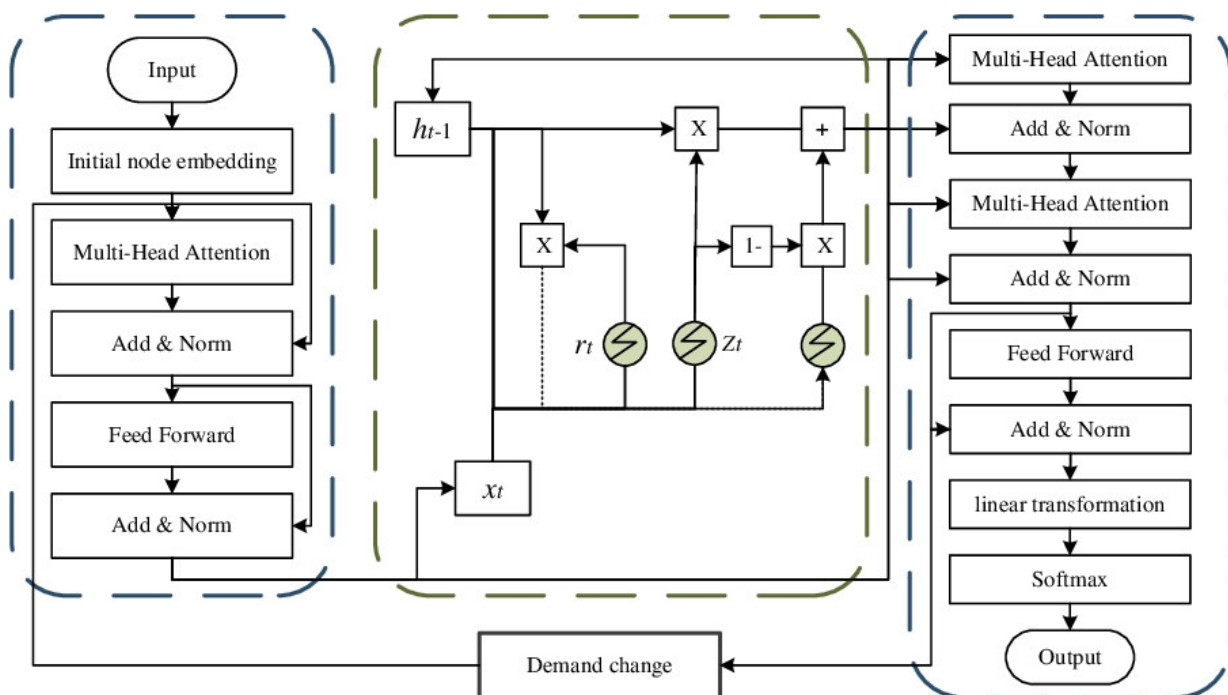 Input
Initial node embedding
Multi-Head Attention
Add & Norm
Feed Forward
Add & Norm
ht-1
X
+
X
1-
X
rt
Zt
xt
Multi-Head Attention
Add & Norm
Multi-Head Attention
Add & Norm
Feed Forward
Add & Norm
linear transformation
Softmax
Output
Demand change